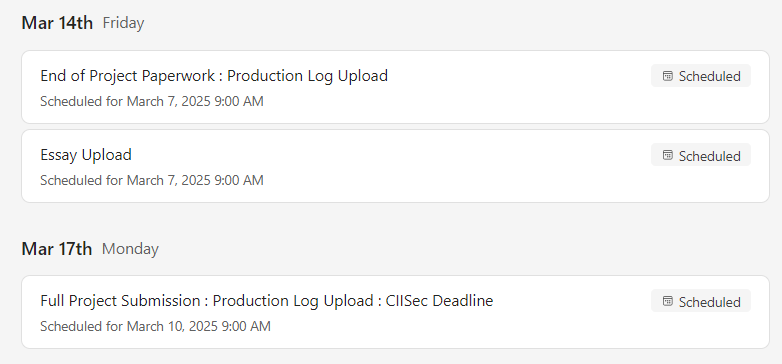 Mar 14th Friday
End of Project Paperwork : Production Log Upload
Scheduled
Scheduled for March 7, 2025 9:00 AM
Essay Upload
Scheduled
Scheduled for March 7, 2025 9:00 AM
Mar 17th Monday
Full Project Submission : Production Log Upload : CIISec Deadline
Scheduled
Scheduled for March 10, 2025 9:00 AM